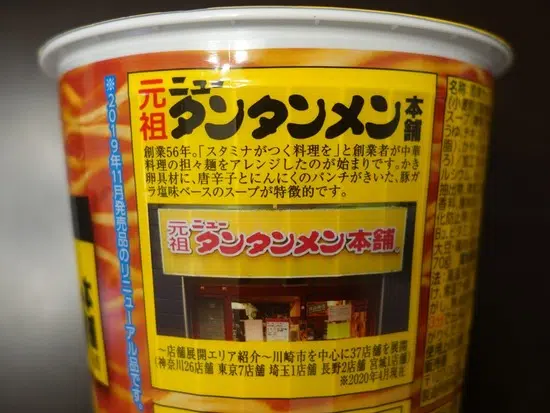 元祖ニュータンタンメン本舗
創業56年。「スタミナがつく料理を」と創業者が中華
料理の担々麺をアレンジしたのが始まりです。かき
卵具材に、唐辛子とにんにくのパンチがきいた、豚ガ
ラ塩味ベースのスープが特徴的です。
元祖ニュータンタンメン本舗
～店舗展開エリア紹介～川崎市を中心に37店舗を展開
(神奈川26店舗 東京7店舗 埼玉1店舗 長野2店舗 宮城1店舗)
※2020年4月現在
※2019年11月発売品のリニューアル品です。